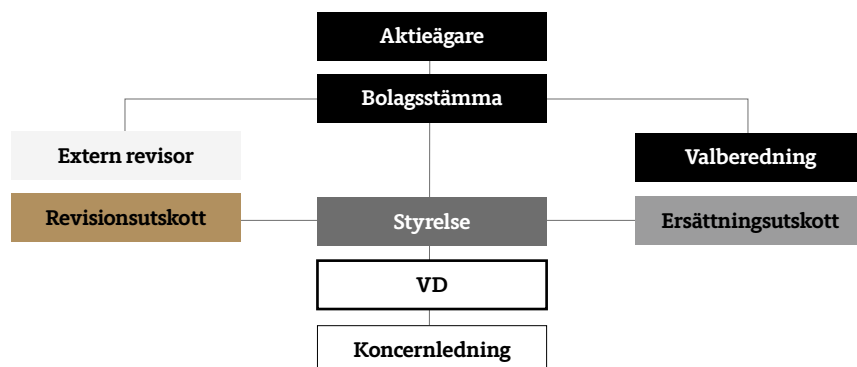 Aktieägare
Bolagsstämma
Extern revisor
Valberedning
Revisionsutskott
Styrelse
Ersättningsutskott
VD
Koncernledning